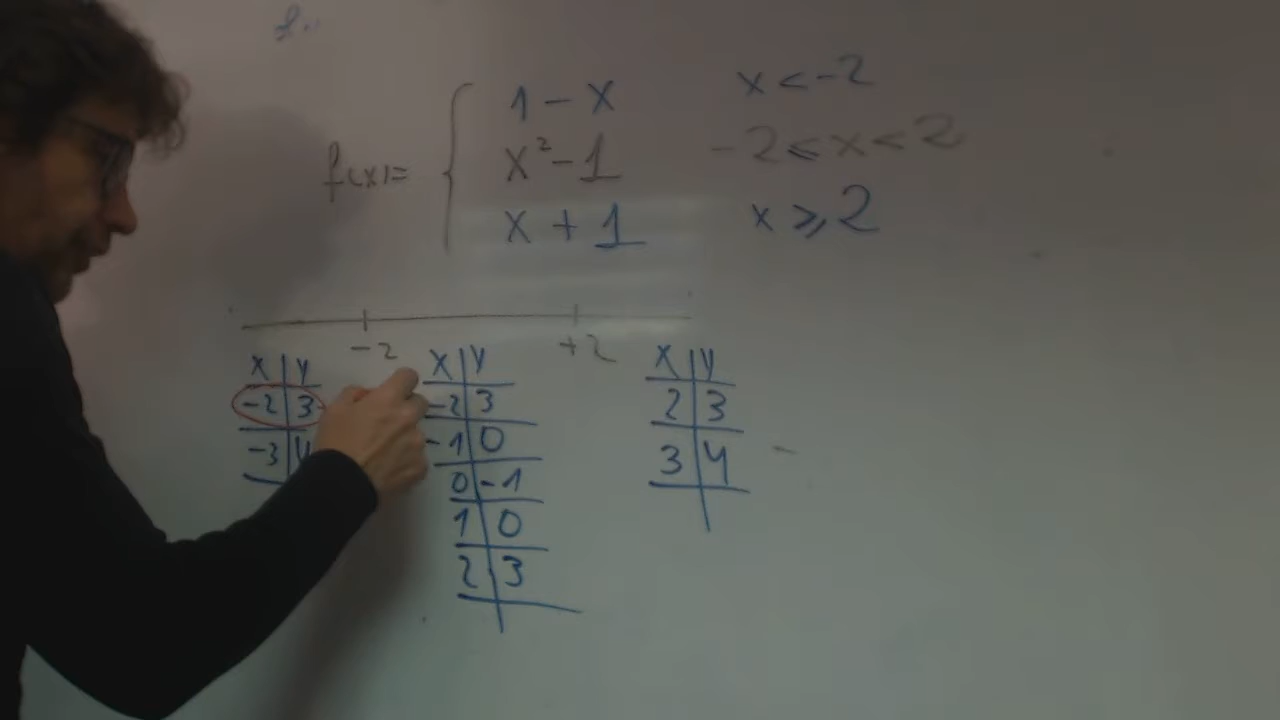 f(x)=
1-x x<-2
x²-1 -2≤x<2
x+1 x≥2
-2 +2
x y
-2 3
-3 4
x y
-2 3
-1 0
0 -1
1 0
2 3
x y
2 3
3 4